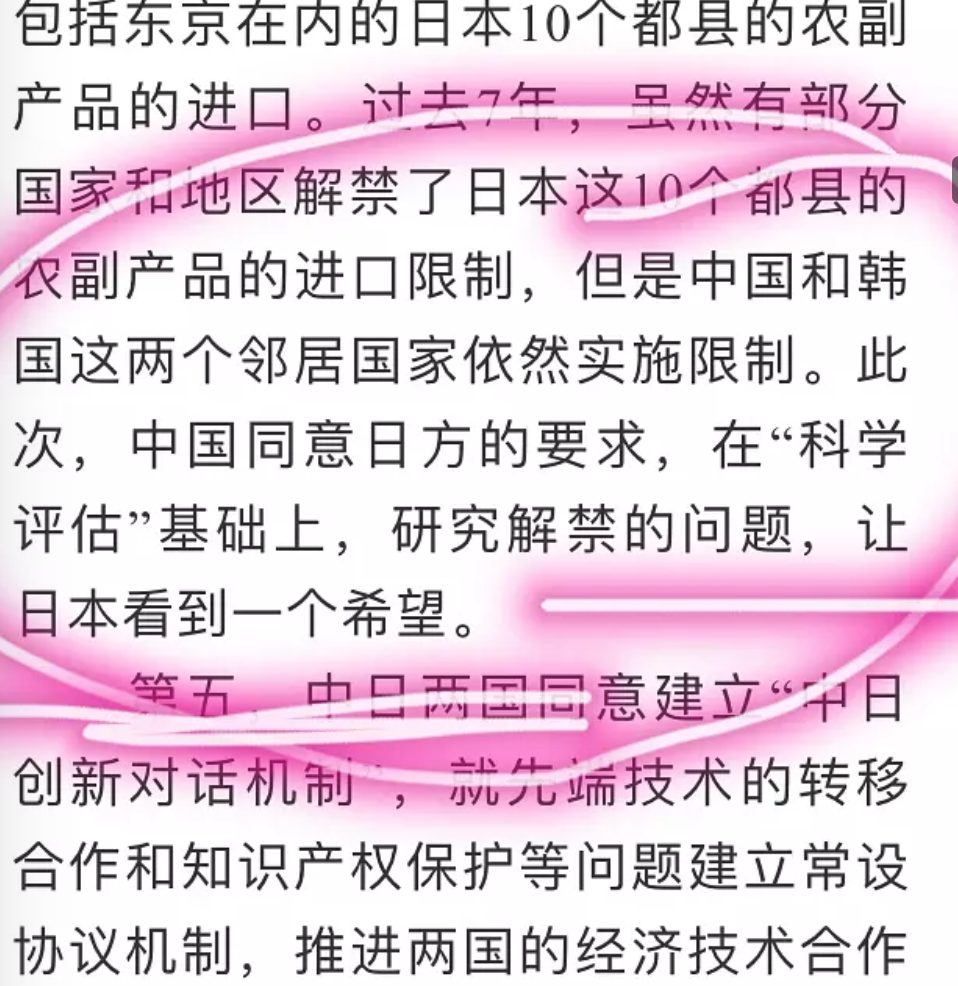 包括东京在内的日本10个都县的农副
产品的进口。过去7年，虽然有部分
国家和地区解禁了日本这10个都县的
农副产品的进口限制，但是中国和韩
国这两个邻居国家依然实施限制。此
次，中国同意日方的要求，在“科学
评估”基础上，研究解禁的问题，让
日本看到一个希望。
第五，中日两国同意建立“中日
创新对话机制”，就先端技术的转移
合作和知识产权保护等问题建立常设
协议机制，推进两国的经济技术合作